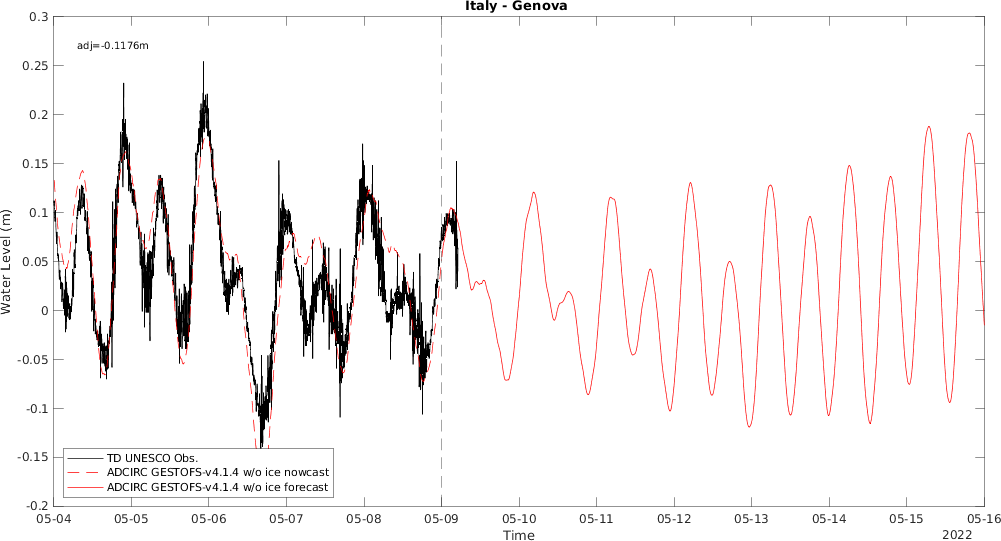 Italy - Genova
adj=-0.1176m
0.3
0.25
0.2
0.15
0.1
0.05
0
-0.05
-0.1
-0.15
-0.2
Water Level (m)
TD UNESCO Obs.
ADCIRC GESTOFS-v4.1.4 w/o ice nowcast
ADCIRC GESTOFS-v4.1.4 w/o ice forecast
05-04 05-05 05-06 05-07 05-08 05-09 05-10 05-11 05-12 05-13 05-14 05-15 05-16
Time
2022